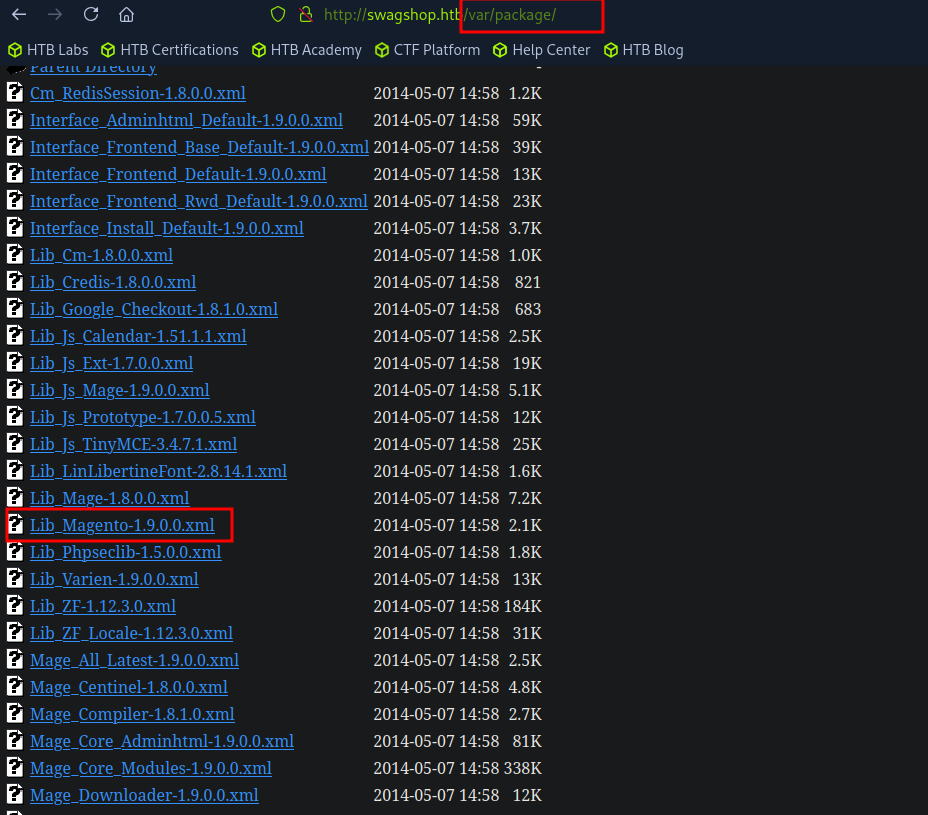 http://swagshop.htb/var/package/
HTB Labs HTB Certifications HTB Academy CTF Platform Help Center HTB Blog
Parent Directory -
Cm_RedisSession-1.8.0.0.xml 2014-05-07 14:58 1.2K
Interface_Adminhtml_Default-1.9.0.0.xml 2014-05-07 14:58 59K
Interface_Frontend_Base_Default-1.9.0.0.xml 2014-05-07 14:58 39K
Interface_Frontend_Default-1.9.0.0.xml 2014-05-07 14:58 13K
Interface_Frontend_Rwd_Default-1.9.0.0.xml 2014-05-07 14:58 23K
Interface_Install_Default-1.9.0.0.xml 2014-05-07 14:58 3.7K
Lib_Cm-1.8.0.0.xml 2014-05-07 14:58 1.0K
Lib_Credis-1.8.0.0.xml 2014-05-07 14:58 821
Lib_Google_Checkout-1.8.1.0.xml 2014-05-07 14:58 683
Lib_Js_Calendar-1.51.1.1.xml 2014-05-07 14:58 2.5K
Lib_Js_Ext-1.7.0.0.xml 2014-05-07 14:58 19K
Lib_Js_Mage-1.9.0.0.xml 2014-05-07 14:58 5.1K
Lib_Js_Prototype-1.7.0.0.5.xml 2014-05-07 14:58 12K
Lib_Js_TinyMCE-3.4.7.1.xml 2014-05-07 14:58 25K
Lib_LinLibertineFont-2.8.14.1.xml 2014-05-07 14:58 1.6K
Lib_Mage-1.8.0.0.xml 2014-05-07 14:58 7.2K
Lib_Magento-1.9.0.0.xml 2014-05-07 14:58 2.1K
Lib_Phpseclib-1.5.0.0.xml 2014-05-07 14:58 1.8K
Lib_Varien-1.9.0.0.xml 2014-05-07 14:58 13K
Lib_ZF-1.12.3.0.xml 2014-05-07 14:58 184K
Lib_ZF_Locale-1.12.3.0.xml 2014-05-07 14:58 31K
Mage_All_Latest-1.9.0.0.xml 2014-05-07 14:58 2.5K
Mage_Centinel-1.8.0.0.xml 2014-05-07 14:58 4.8K
Mage_Compiler-1.8.1.0.xml 2014-05-07 14:58 2.7K
Mage_Core_Adminhtml-1.9.0.0.xml 2014-05-07 14:58 81K
Mage_Core_Modules-1.9.0.0.xml 2014-05-07 14:58 338K
Mage_Downloader-1.9.0.0.xml 2014-05-07 14:58 12K